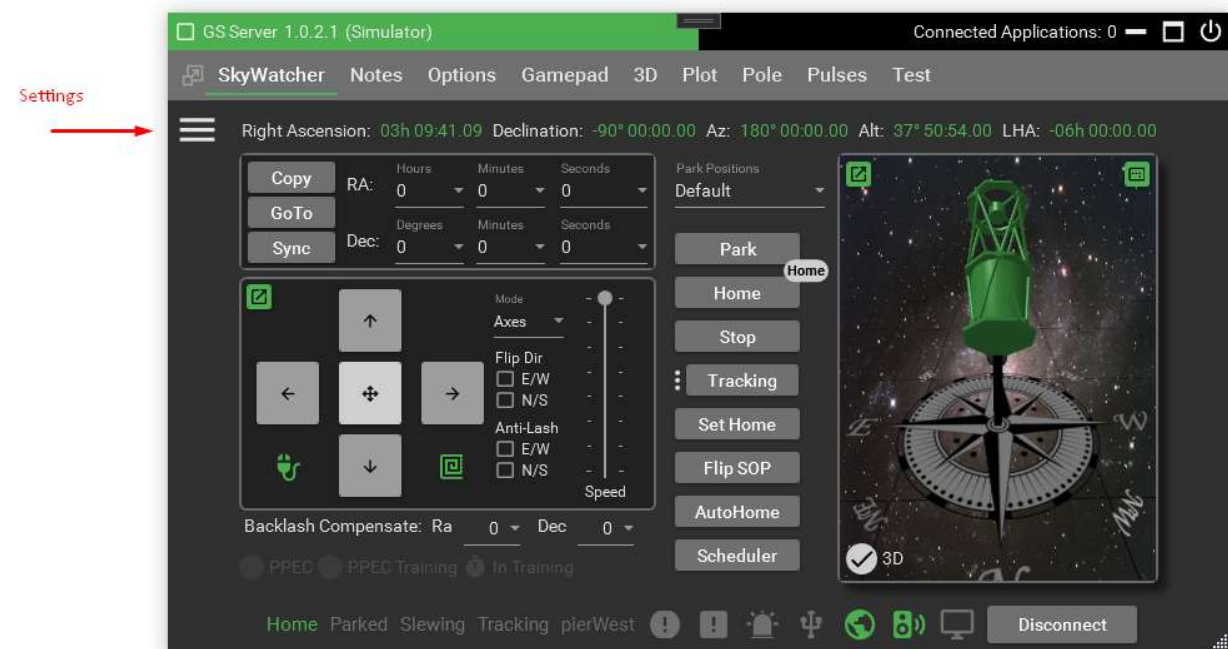 GS Server 1.0.2.1 (Simulator)
Connected Applications: 0
SkyWatcher Notes Options Gamepad 3D Plot Pole Pulses Test
Settings
Right Ascension: 03h 09:41.09 Declination: -90° 00:00.00 Az: 180° 00:00.00 Alt: 37° 50:54.00 LHA: -06h 00:00.00
Copy
GoTo
Sync
RA:
Hours Minutes Seconds
0 0 0
Dec:
Degrees Minutes Seconds
0 0 0
Mode
Axes
Flip Dir
E/W
N/S
Anti-Lash
E/W
N/S
Speed
Backlash Compensate: Ra 0 Dec 0
PPEC PPEC Training In Training
Park Positions
Default
Park
Home
Home
Stop
Tracking
Set Home
Flip SOP
AutoHome
Scheduler
E
W
NE
NW
N
3D
Home Parked Slewing Tracking pierWest
Disconnect